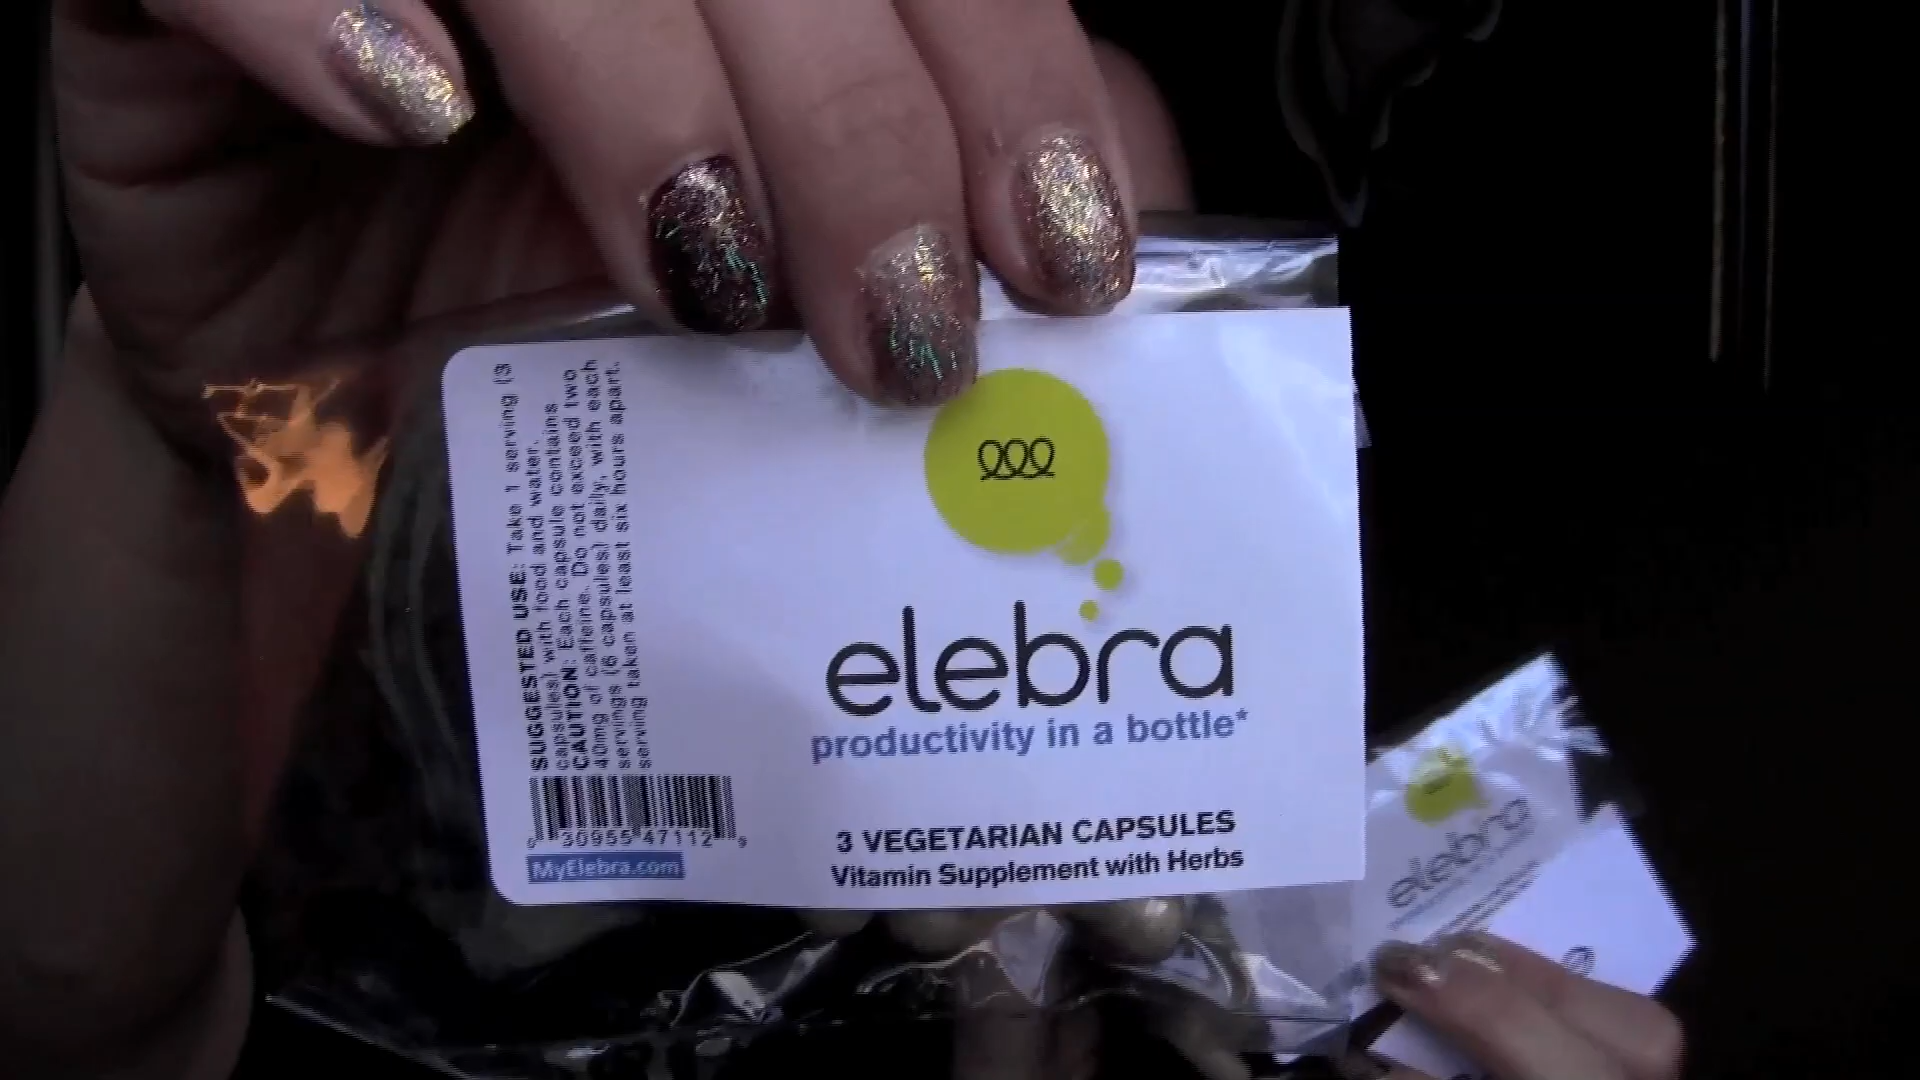 SUGGESTED USE: Take 1 serving (3
capsules) with food and water.
CAUTION: Each capsule contains
40mg of caffeine. Do not exceed two
servings (6 capsules) daily, with each
serving taken at least six hours apart.
0 30955 47112 9
MyElebra.com
elebra
productivity in a bottle*
3 VEGETARIAN CAPSULES
Vitamin Supplement with Herbs
elebra